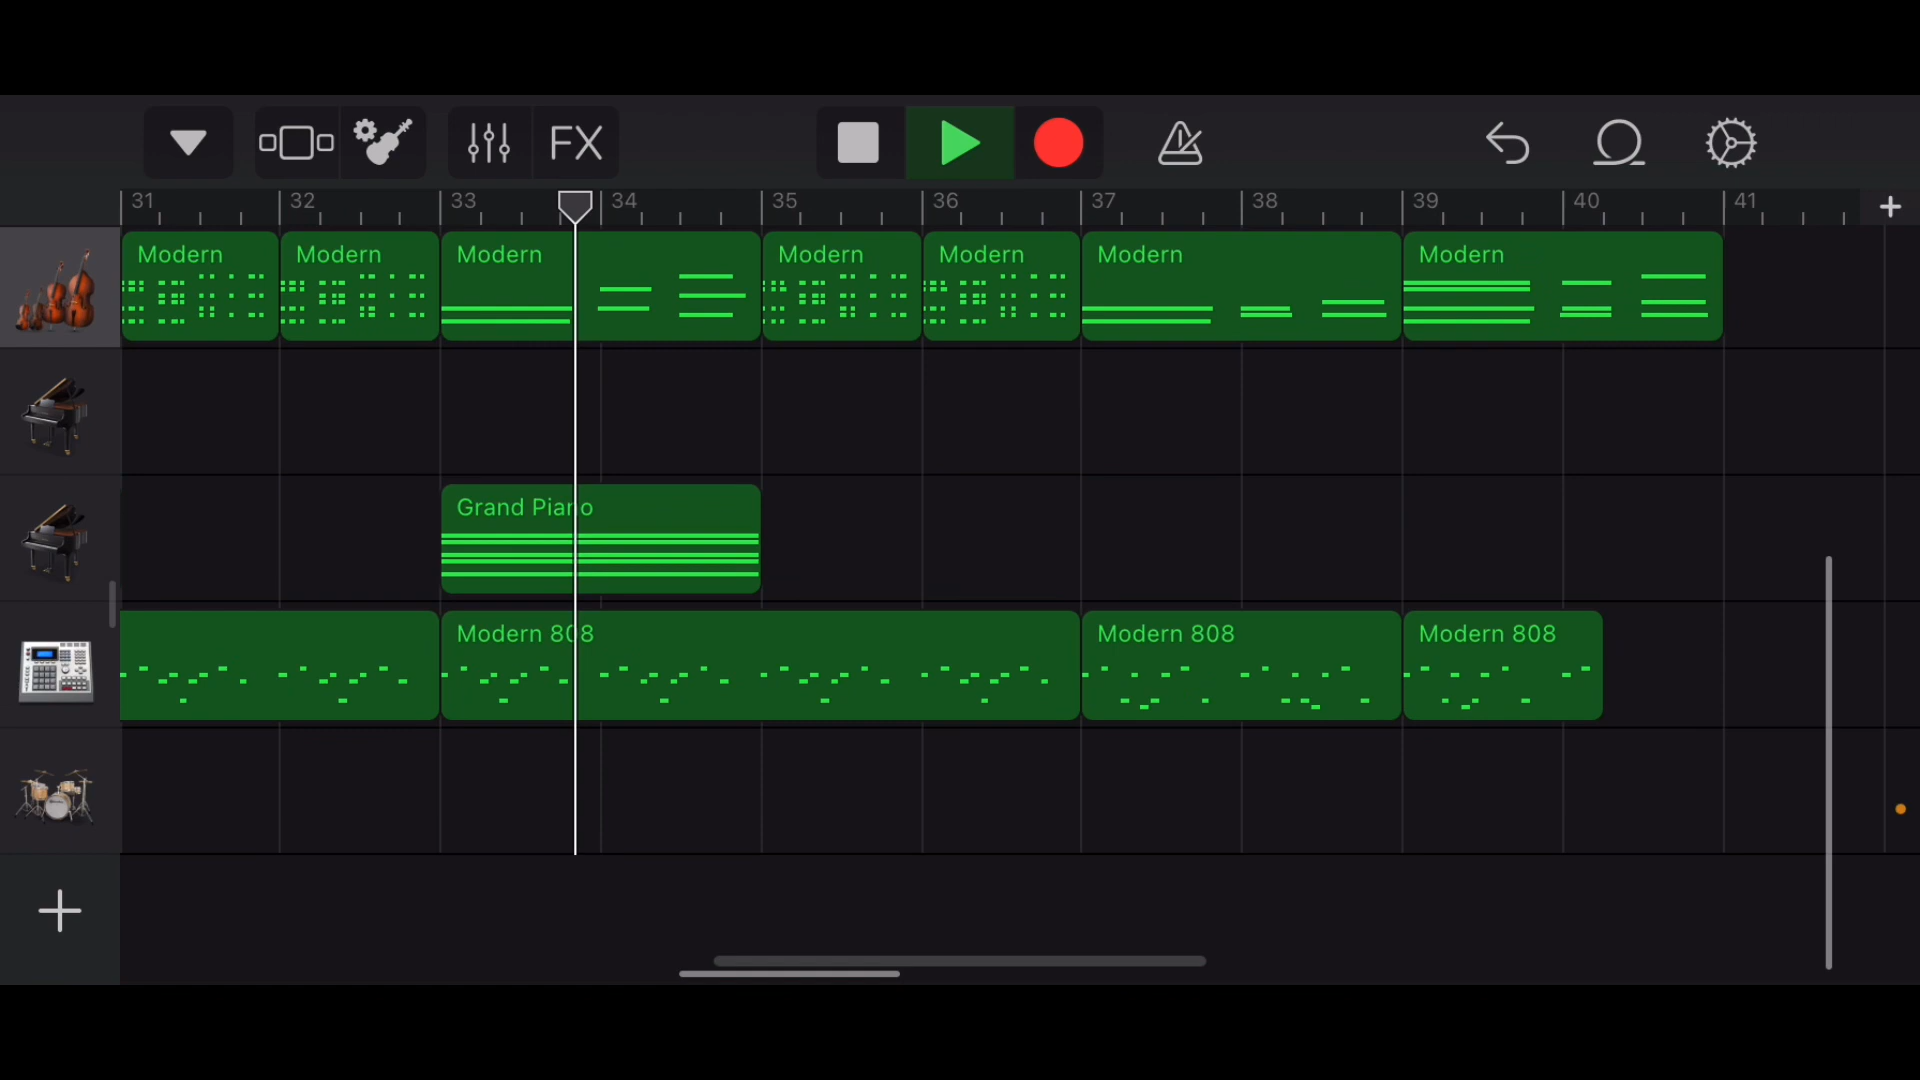 FX
31 32 33 34 35 36 37 38 39 40 41
Modern Modern Modern Modern Modern Modern Modern
Grand Piano
Modern 808 Modern 808 Modern 808